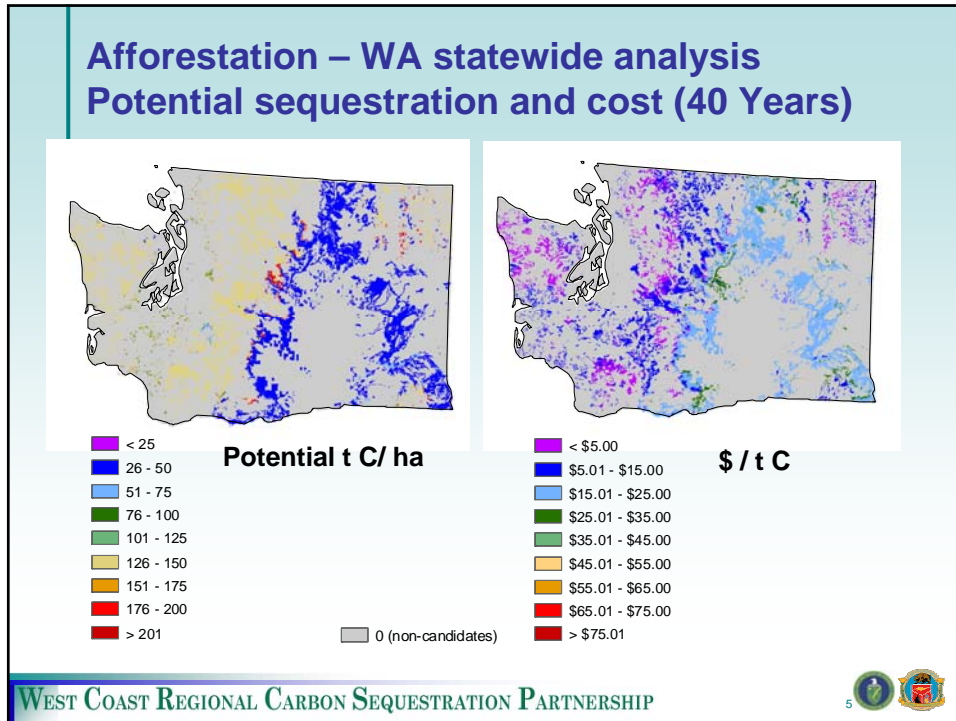 Afforestation – WA statewide analysis
Potential sequestration and cost (40 Years)
Potential t C/ ha
< 25
26 - 50
51 - 75
76 - 100
101 - 125
126 - 150
151 - 175
176 - 200
> 201
0 (non-candidates)
$ / t C
< $5.00
$5.01 - $15.00
$15.01 - $25.00
$25.01 - $35.00
$35.01 - $45.00
$45.01 - $55.00
$55.01 - $65.00
$65.01 - $75.00
> $75.01
WEST COAST REGIONAL CARBON SEQUESTRATION PARTNERSHIP
5